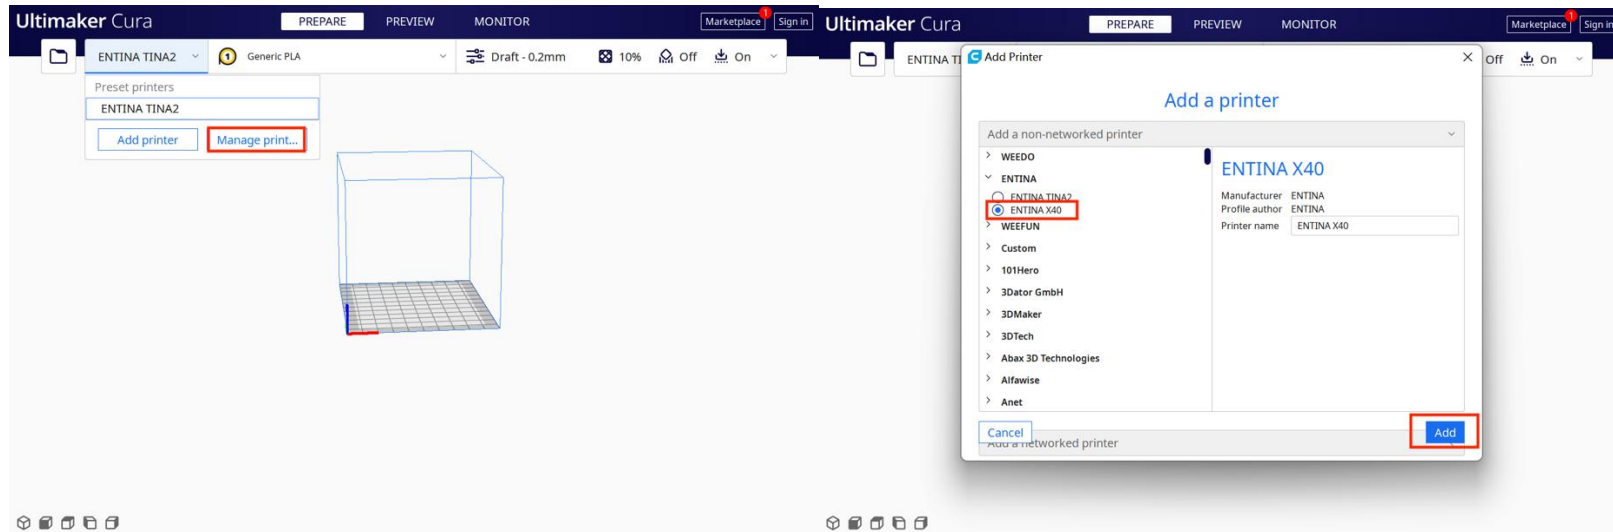 Ultimaker Cura
PREPARE PREVIEW MONITOR
Marketplace 1 Sign in
ENTINA TINA2 1 Generic PLA Draft - 0.2mm 10% Off On
Preset printers
ENTINA TINA2
Add printer Manage print...
Ultimaker Cura
PREPARE PREVIEW MONITOR
Marketplace 1 Sign in
ENTINA TI Off On
Add Printer
Add a printer
Add a non-networked printer
WEEDO
ENTINA
ENTINA TINA2
ENTINA X40
WEEFUN
Custom
101Hero
3Dator GmbH
3DMaker
3DTech
Abax 3D Technologies
Alfawise
Anet
ENTINA X40
Manufacturer ENTINA
Profile author ENTINA
Printer name ENTINA X40
Cancel
Add
Add a networked printer